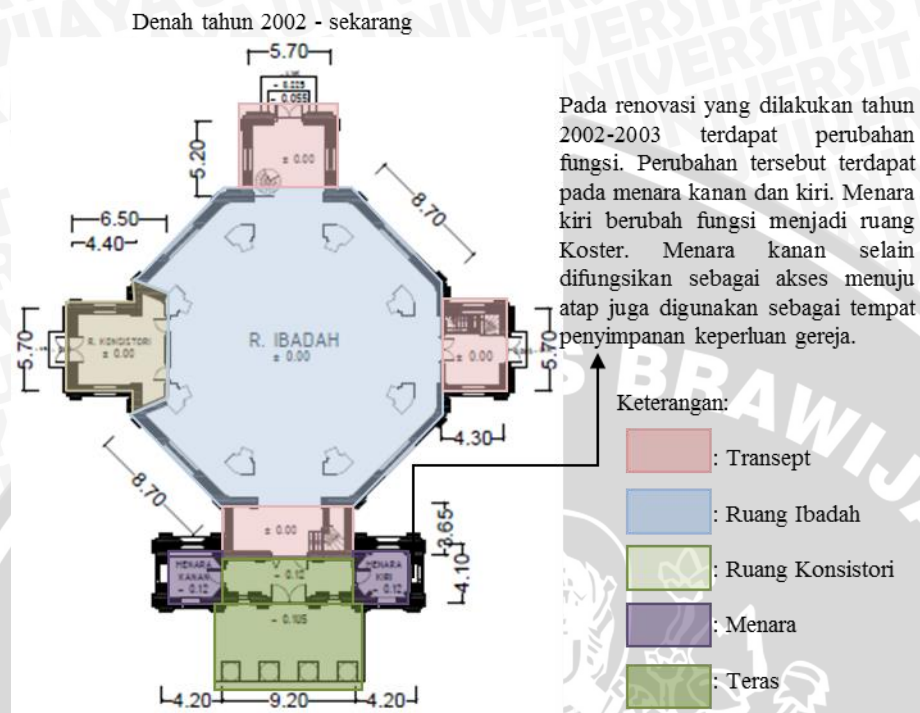 Denah tahun 2002 - sekarang
5.70
- 0.055
5.20
± 0.00
8.70
6.50
4.40
5.70
R. KONSISTORI
± 0.00
R. IBADAH
± 0.00
± 0.00
5.70
4.30
8.70
± 0.00
3.65
4.10
MENARA
KANAN
- 0.12
- 0.12
MENARA
KIRI
- 0.12
- 0.105
4.20
9.20
4.20
Pada renovasi yang dilakukan tahun
2002-2003 terdapat perubahan
fungsi. Perubahan tersebut terdapat
pada menara kanan dan kiri. Menara
kiri berubah fungsi menjadi ruang
Koster. Menara kanan selain
difungsikan sebagai akses menuju
atap juga digunakan sebagai tempat
penyimpanan keperluan gereja.
Keterangan:
: Transept
: Ruang Ibadah
: Ruang Konsistori
: Menara
: Teras